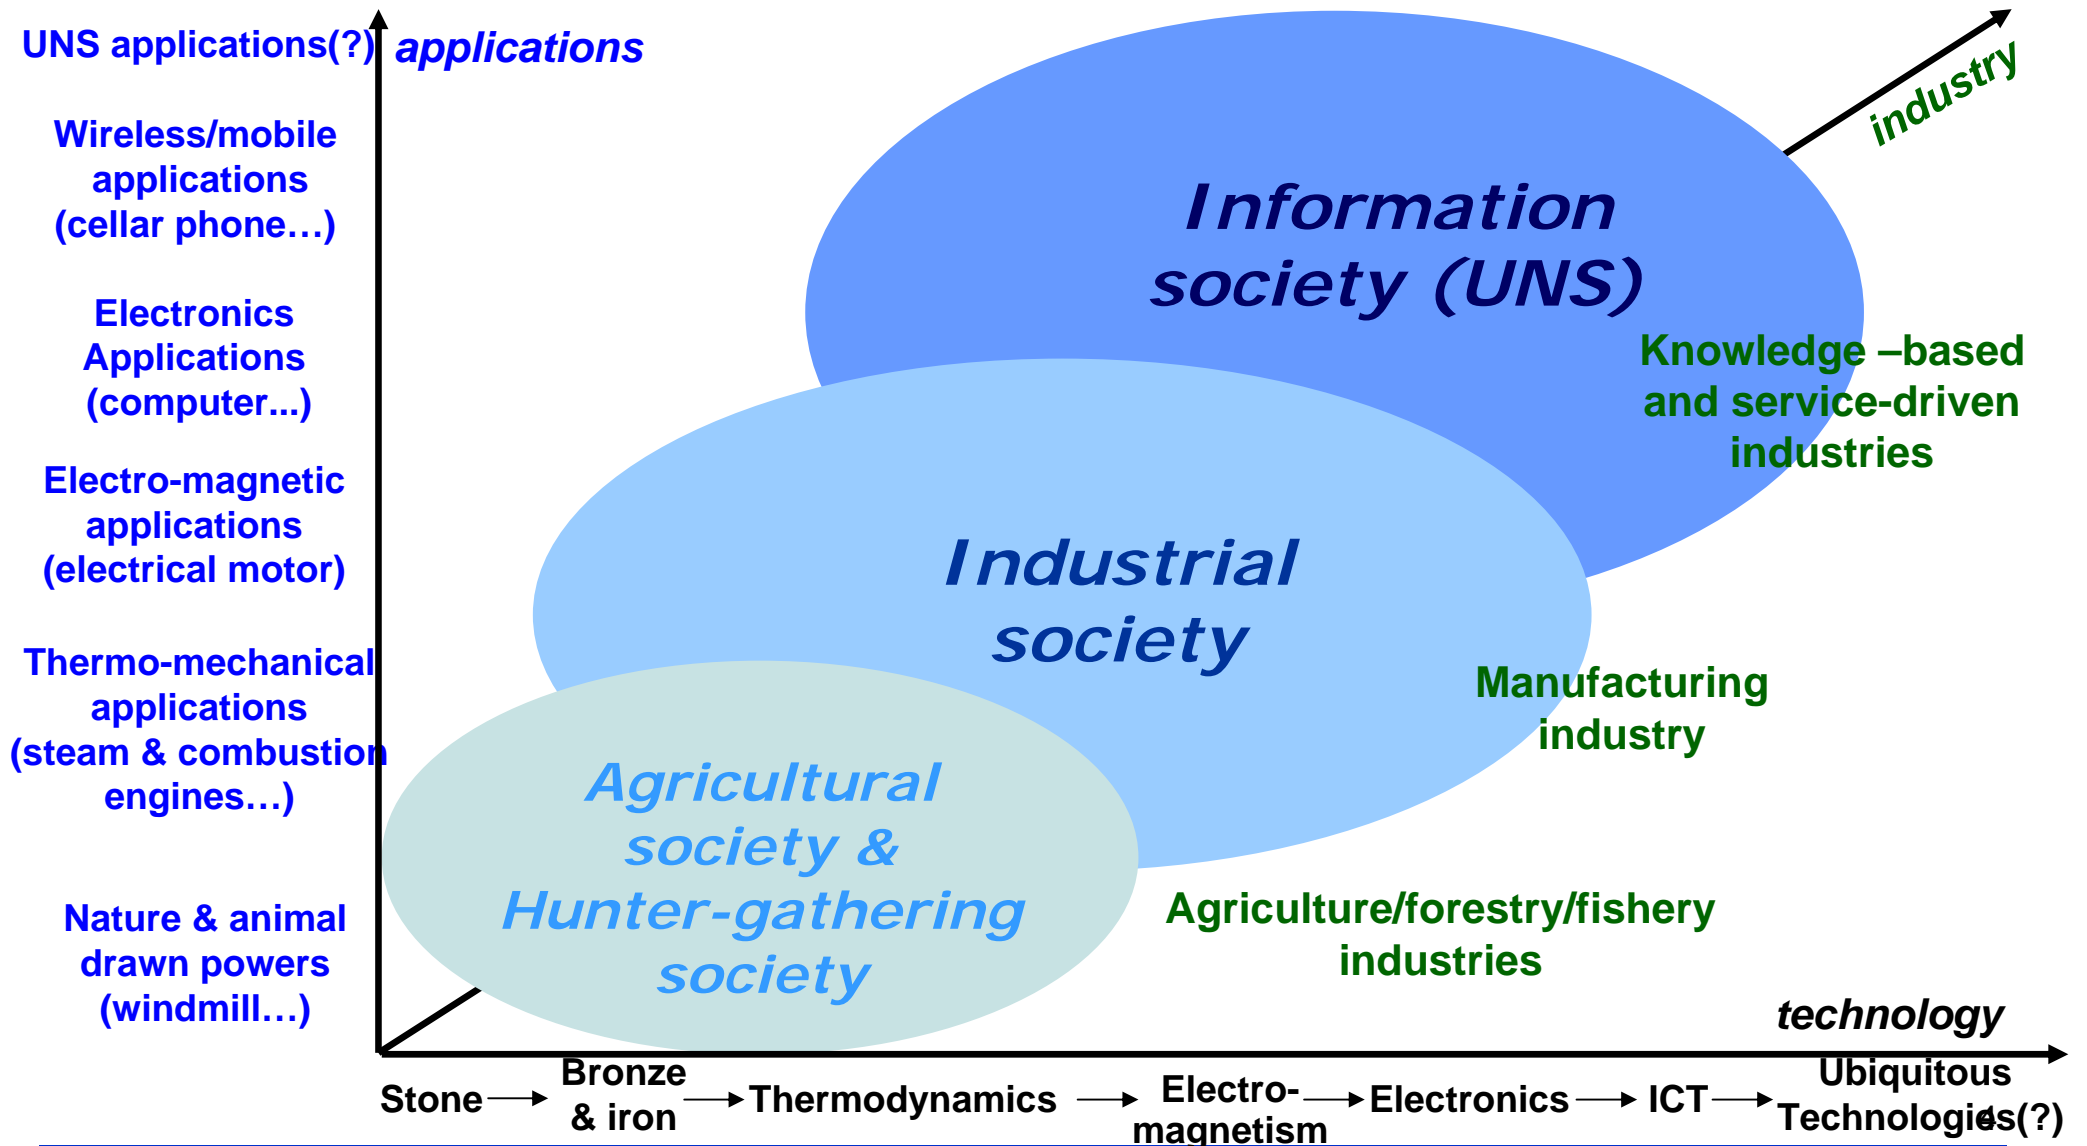 UNS applications(?)
applications
Wireless/mobile
applications
(cellar phone…)
Electronics
Applications
(computer...)
Electro-magnetic
applications
(electrical motor)
Thermo-mechanical
applications
(steam & combustion
engines…)
Nature & animal
drawn powers
(windmill…)
industry
Information
society (UNS)
Knowledge –based
and service-driven
industries
Industrial
society
Manufacturing
industry
Agricultural
society &
Hunter-gathering
society
Agriculture/forestry/fishery
industries
technology
Stone
Bronze
& iron
Thermodynamics
Electro-
magnetism
Electronics
ICT
Ubiquitous
Technologies(?)
4